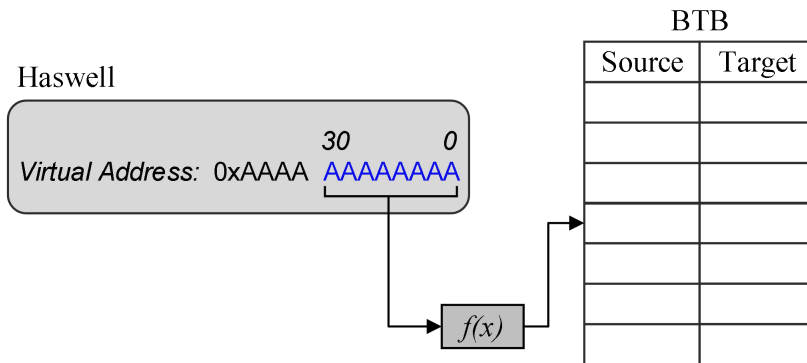 BTB
Source Target
Haswell
30 0
Virtual Address: 0xAAAA AAAAAAAA
f(x)